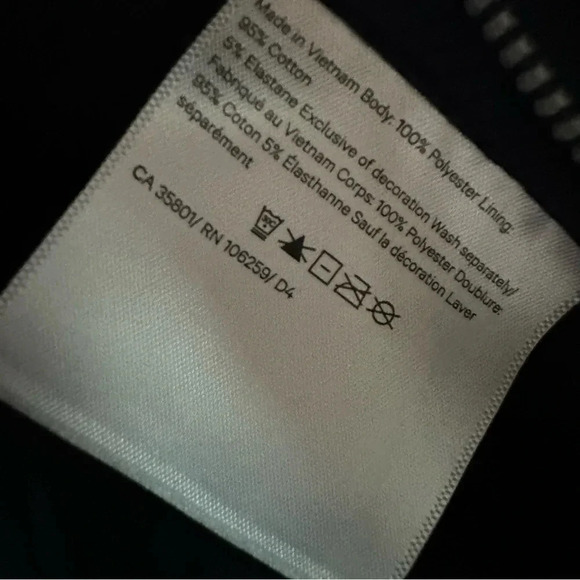 Made in Vietnam Body: 100% Polyester Lining:
95% Cotton
5% Elastane Exclusive of decoration Wash separately/
Fabriqué au Vietnam Corps: 100% Polyester Doublure:
95% Coton 5% Élasthanne Sauf la décoration Laver
séparément
CA 35801/ RN 106259/ D4